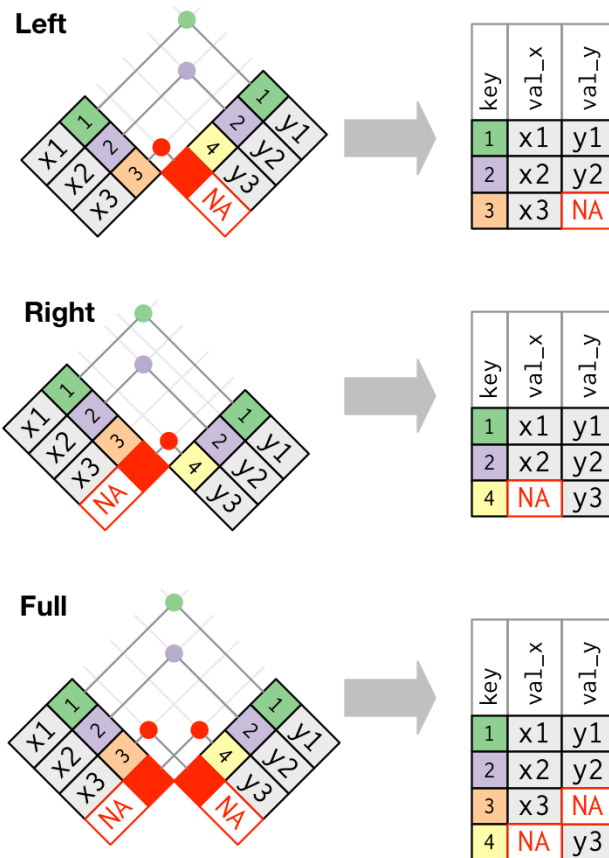 Left
1 x1
2 x2
3 x3
1 y1
2 y2
4 y3
NA
key val_x val_y
1 x1 y1
2 x2 y2
3 x3 NA
Right
1 x1
2 x2
3 x3
NA
1 y1
2 y2
4 y3
key val_x val_y
1 x1 y1
2 x2 y2
4 NA y3
Full
1 x1
2 x2
3 x3
NA
1 y1
2 y2
4 y3
NA
key val_x val_y
1 x1 y1
2 x2 y2
3 x3 NA
4 NA y3